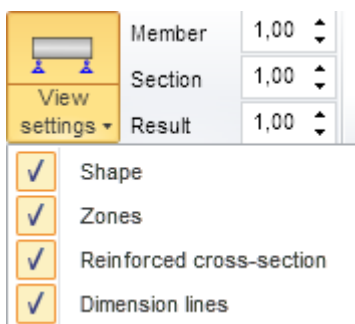 Member 1,00
Section 1,00
View
settings
Result 1,00
Shape
Zones
Reinforced cross-section
Dimension lines